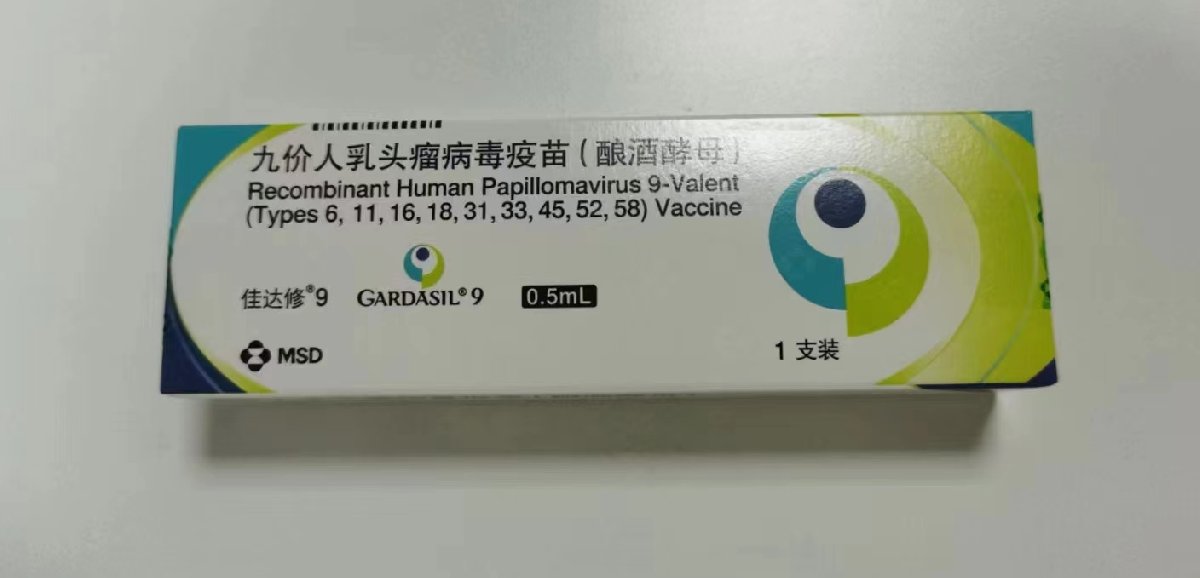 九价人乳头瘤病毒疫苗(酿酒酵母)
Recombinant Human Papillomavirus 9-Valent
(Types 6, 11, 16, 18, 31, 33, 45, 52, 58) Vaccine
佳达修®9 GARDASIL®9 0.5mL
MSD
1 支装